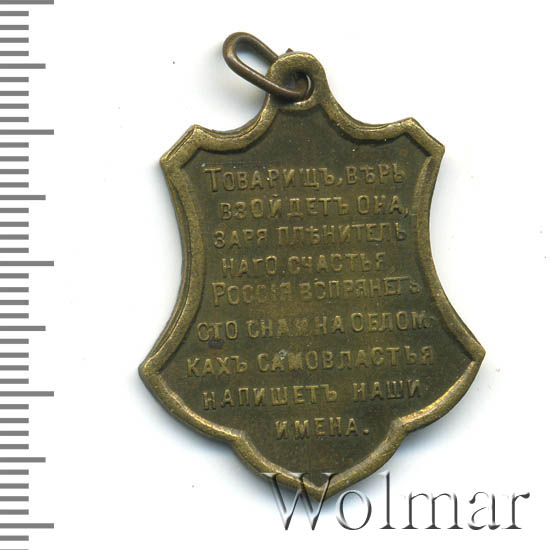 ТОВАРИЩЪ, ВѢРЬ
ВЗОЙДЕТЪ ОНА,
ЗАРЯ ПЛѢНИТЕЛЬ
НАГО СЧАСТЬЯ,
РОССІЯ ВСПРЯНЕТЪ
СТО СНА И НА ОБЛОМ-
КАХЪ САМОВЛАСТЬЯ
НАПИШЕТЪ НАШИ
ИМЕНА.
Wolmar